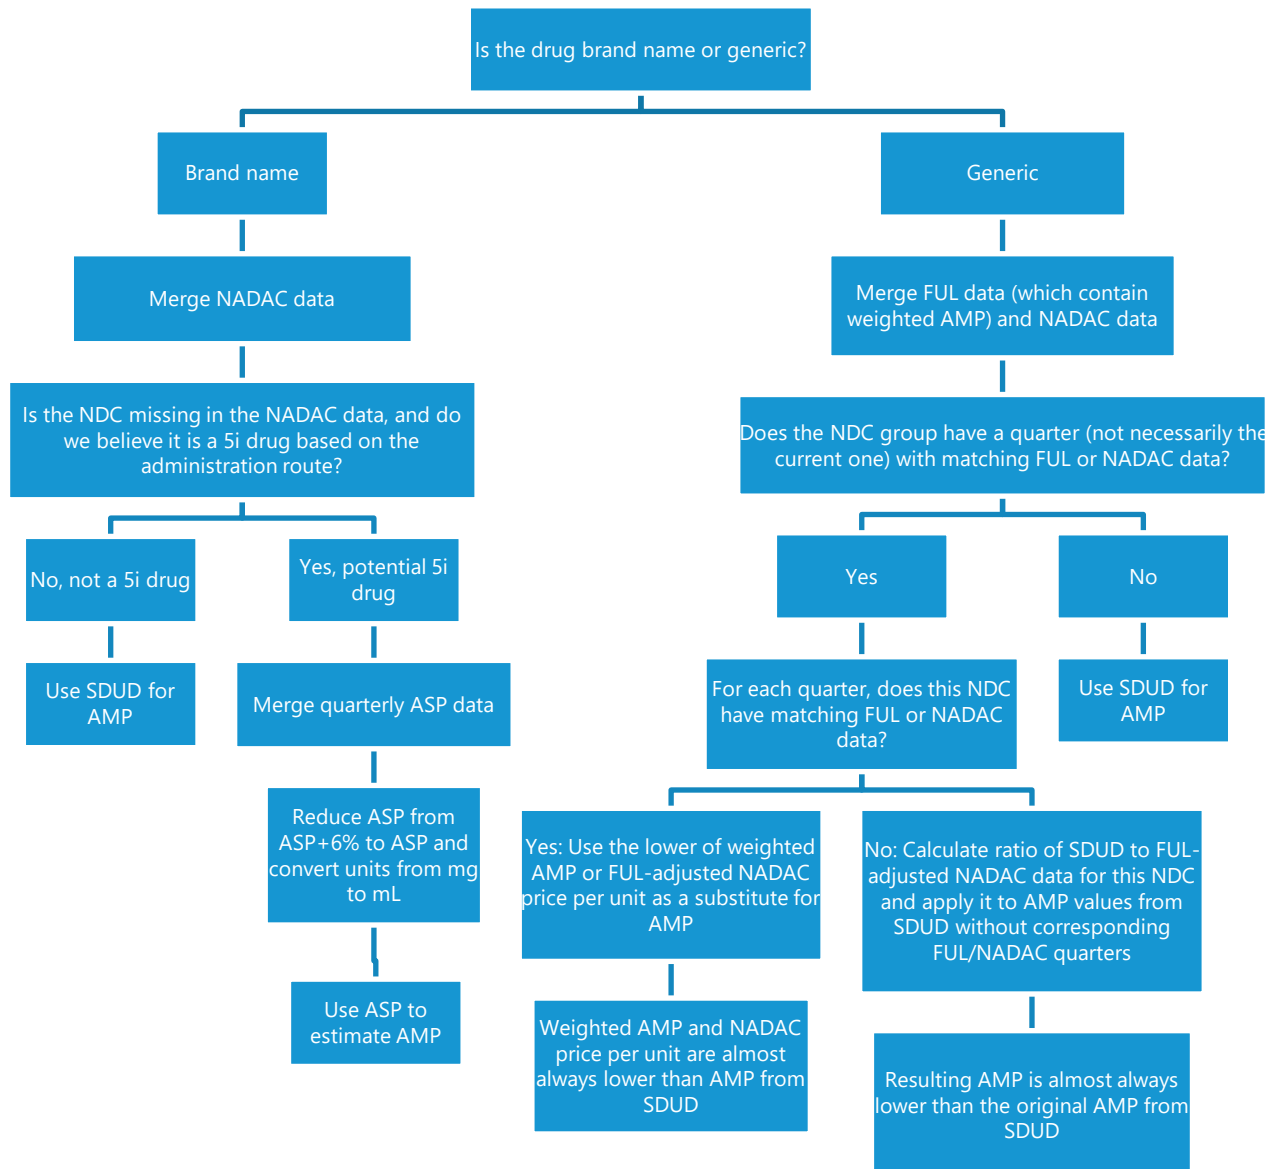 Is the drug brand name or generic?
Brand name
Generic
Merge NADAC data
Merge FUL data (which contain
weighted AMP) and NADAC data
Is the NDC missing in the NADAC data, and do
we believe it is a 5i drug based on the
administration route?
Does the NDC group have a quarter (not necessarily the
current one) with matching FUL or NADAC data?
No, not a 5i drug
Yes, potential 5i
drug
Yes
No
Use SDUD for
AMP
Merge quarterly ASP data
For each quarter, does this NDC
have matching FUL or NADAC
data?
Use SDUD for
AMP
Reduce ASP from
ASP+6% to ASP and
convert units from mg
to mL
Yes: Use the lower of weighted
AMP or FUL-adjusted NADAC
price per unit as a substitute for
AMP
No: Calculate ratio of SDUD to FUL-
adjusted NADAC data for this NDC
and apply it to AMP values from
SDUD without corresponding
FUL/NADAC quarters
Use ASP to
estimate AMP
Weighted AMP and NADAC
price per unit are almost
always lower than AMP from
SDUD
Resulting AMP is almost always
lower than the original AMP from
SDUD